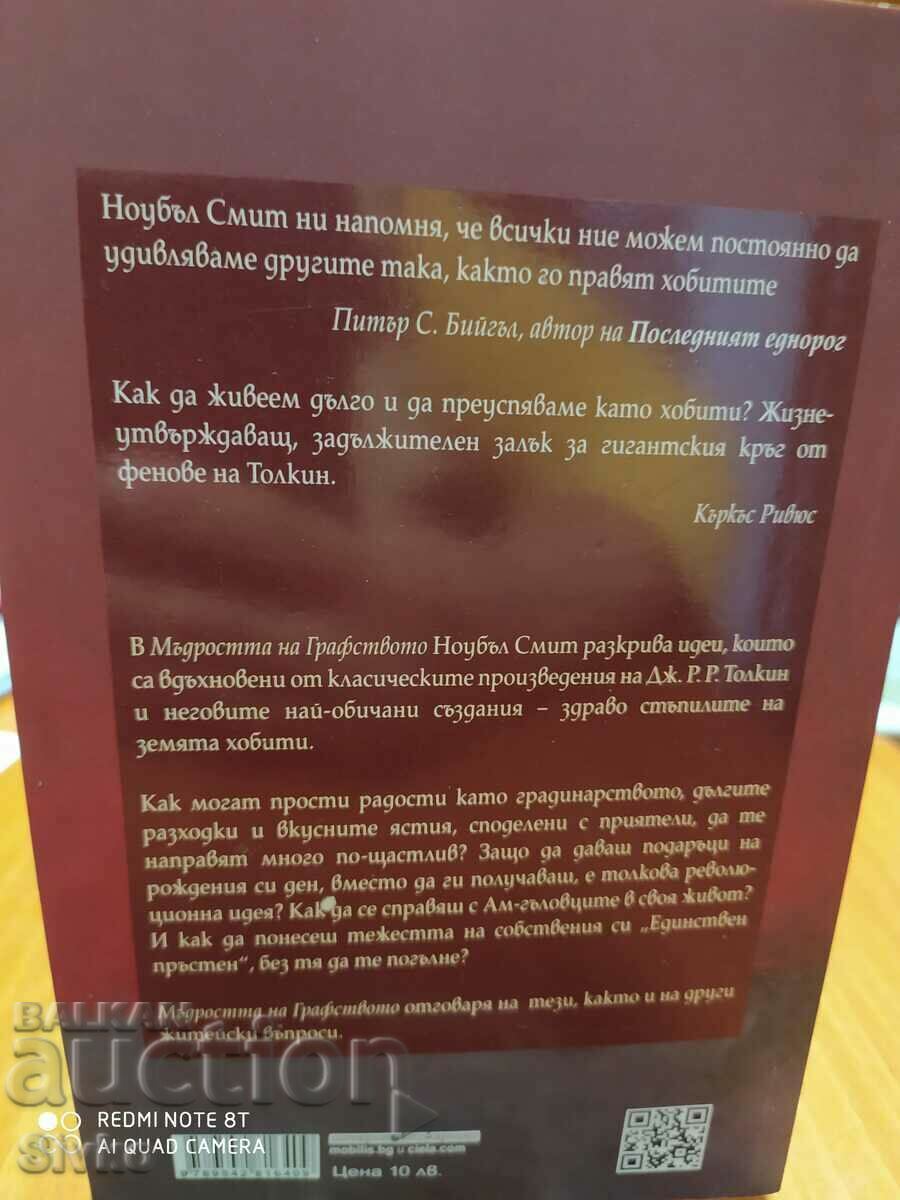 Ноубъл Смит ни напомня, че всички ние можем постоянно да
удивляваме другите така, както го правят хобитите
Питър С. Бийгъл, автор на Последният еднорог
Как да живеем дълго и да преуспяваме като хобити? Жизне-
утвърждаващ, задължителен залък за гигантския кръг от
фенове на Толкин.
Къркъс Ривюс
В Мъдростта на Графството Ноубъл Смит разкрива идеи, които
са вдъхновени от класическите произведения на Дж. Р. Р. Толкин
и неговите най-обичани създания – здраво стъпилите на
земята хобити.
Как могат прости радости като градинарството, дългите
разходки и вкусните ястия, споделени с приятели, да те
направят много по-щастлив? Защо да даваш подаръци на
рождения си ден, вместо да ги получаваш, е толкова револю-
ционна идея? Как да се справяш с Ам-гъловците в своя живот?
И как да понесеш тежестта на собствения си „Единствен
пръстен“, без тя да те погълне?
Мъдростта на Графството отговаря на тези, както и на други
житейски въпроси.
BALKAN
auction
REDMI NOTE 8T
AI QUAD CAMERA
mobilis.bg и ciela.com
Цена 10 лв.